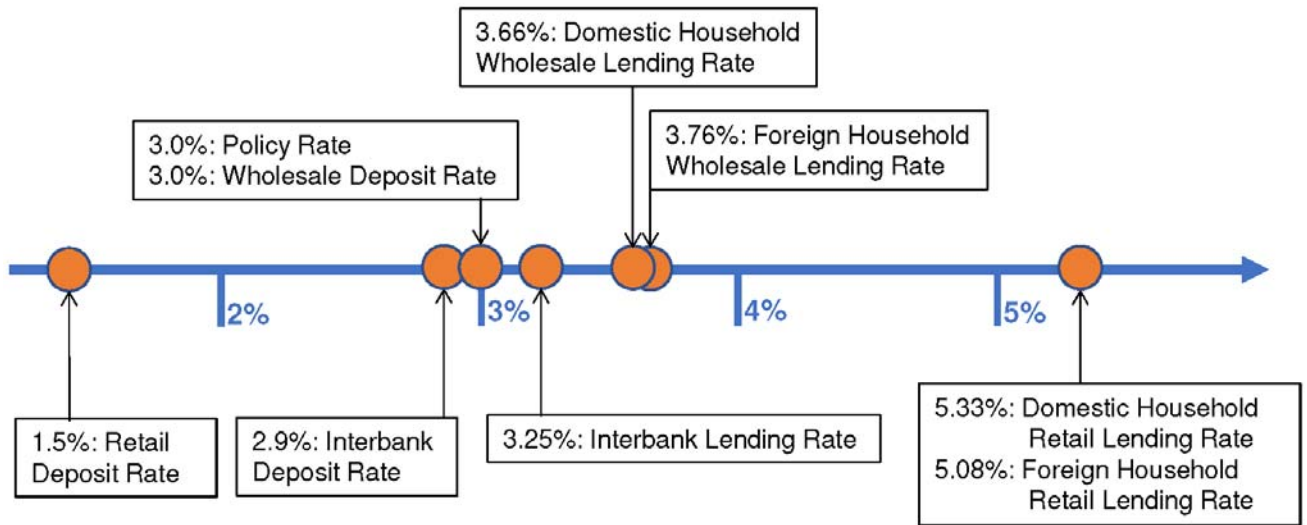 3.66%: Domestic Household
Wholesale Lending Rate
3.0%: Policy Rate
3.0%: Wholesale Deposit Rate
3.76%: Foreign Household
Wholesale Lending Rate
2%
3%
4%
5%
1.5%: Retail
Deposit Rate
2.9%: Interbank
Deposit Rate
3.25%: Interbank Lending Rate
5.33%: Domestic Household
Retail Lending Rate
5.08%: Foreign Household
Retail Lending Rate